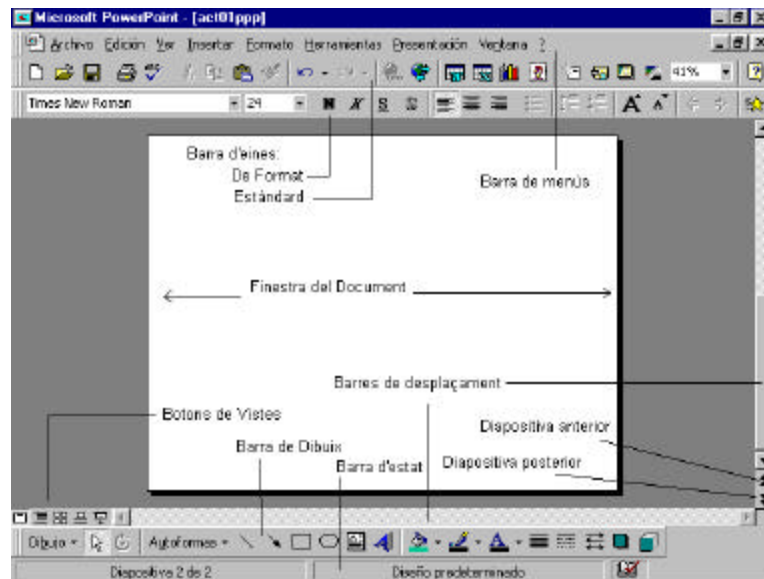 Microsoft PowerPoint - [act01ppp]
Archivo Edición Ver Insertar Formato Herramientas Presentación Ventana ?
41%
Times New Roman 24 N K S S A A
Barra d'eines:
De Format
Estàndard
Barra de menús
Finestra del Document
Barres de desplaçament
Botons de Vistes
Diapositiva anterior
Barra de Dibuix
Barra d'estat
Diapositiva posterior
Dibujo Autoformas
Diapositiva 2 de 2 Diseño predeterminado